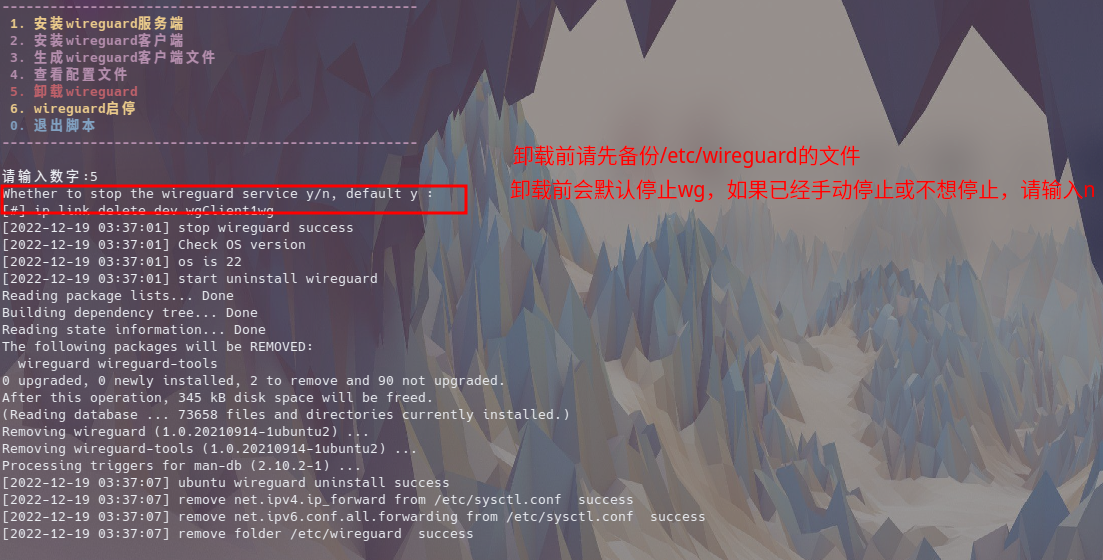 ----------------------------------------------------
1. 安装wireguard服务端
2. 安装wireguard客户端
3. 生成wireguard客户端文件
4. 查看配置文件
5. 卸载wireguard
6. wireguard启停
0. 退出脚本
----------------------------------------------------
卸载前请先备份/etc/wireguard的文件
请输入数字:5
卸载前会默认停止wg，如果已经手动停止或不想停止，请输入n
Whether to stop the wireguard service y/n, default y :
[#] ip link delete dev wgClient1wg
[2022-12-19 03:37:01] stop wireguard success
[2022-12-19 03:37:01] Check OS version
[2022-12-19 03:37:01] os is 22
[2022-12-19 03:37:01] start uninstall wireguard
Reading package lists... Done
Building dependency tree... Done
Reading state information... Done
The following packages will be REMOVED:
wireguard wireguard-tools
0 upgraded, 0 newly installed, 2 to remove and 90 not upgraded.
After this operation, 345 kB disk space will be freed.
(Reading database ... 73658 files and directories currently installed.)
Removing wireguard (1.0.20210914-1ubuntu2) ...
Removing wireguard-tools (1.0.20210914-1ubuntu2) ...
Processing triggers for man-db (2.10.2-1) ...
[2022-12-19 03:37:07] ubuntu wireguard uninstall success
[2022-12-19 03:37:07] remove net.ipv4.ip_forward from /etc/sysctl.conf  success
[2022-12-19 03:37:07] remove net.ipv6.conf.all.forwarding from /etc/sysctl.conf  success
[2022-12-19 03:37:07] remove folder /etc/wireguard  success